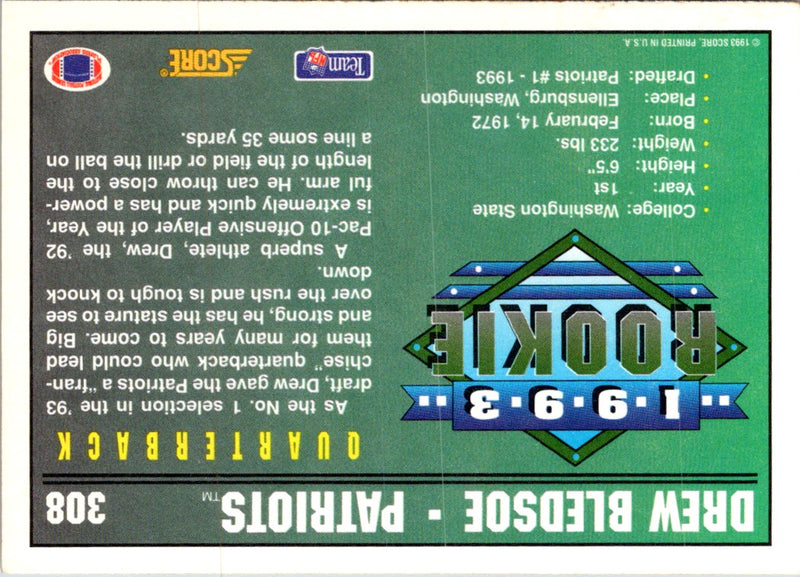 DREW BLEDSOE • PATRIOTS™ 308
1•9•9•3
ROOKIE
• College: Washington State
• Year: 1st
• Height: 6'5"
• Weight: 233 lbs.
• Born: February 14, 1972
• Place: Ellensburg, Washington
• Drafted: Patriots #1 - 1993
© 1993 SCORE, PRINTED IN U.S.A.
QUARTERBACK
As the No. 1 selection in the '93
draft, Drew gave the Patriots a "fran-
chise" quarterback who could lead
them for many years to come. Big
and strong, he has the stature to see
over the rush and is tough to knock
down.
A superb athlete, Drew, the '92
Pac-10 Offensive Player of the Year,
is extremely quick and has a power-
ful arm. He can throw close to the
length of the field or drill the ball on
a line some 35 yards.
Team NFL
SCORE